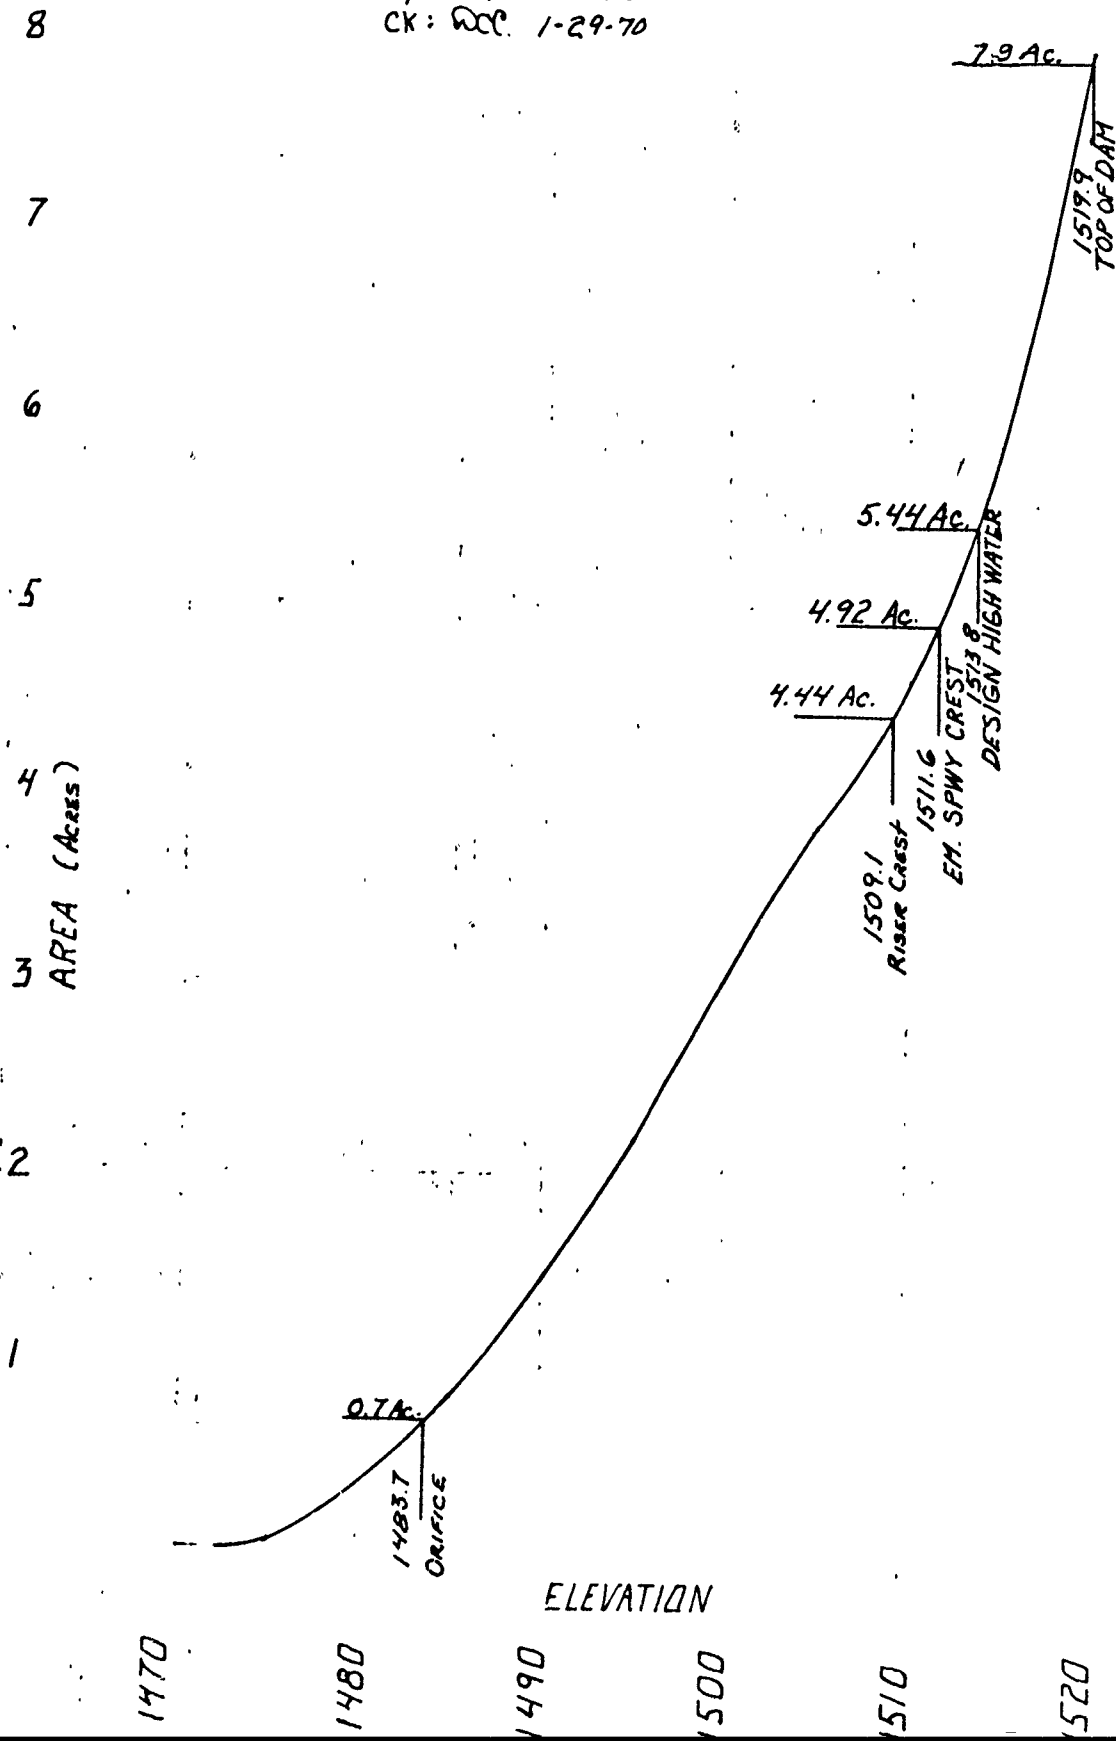 8
CK: DCC. 1-29-70
7.9 Ac.
1519.9
TOP OF DAM
7
6
5.44 Ac.
1513.8
DESIGN HIGH WATER
5
4.92 Ac.
1511.6
EM. SPWY CREST
4.44 Ac.
1509.1
RISER CREST
4
AREA (ACRES)
3
2
1
0.7 Ac.
1483.7
ORIFICE
ELEVATION
1470
1480
1490
1500
1510
1520